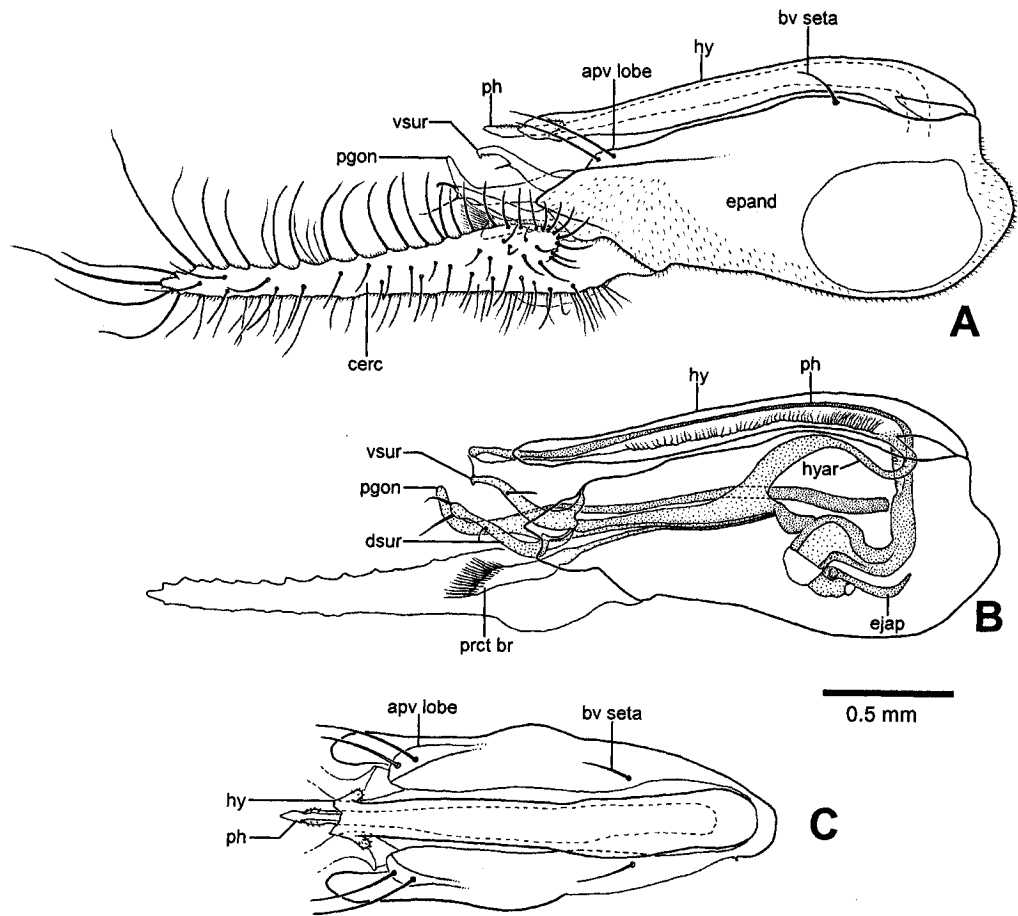 bv seta
hy
apv lobe
ph
vsur
pgon
epand
A
cerc
hy
ph
vsur
hyar
pgon
dsur
B
ejap
prct br
0.5 mm
apv lobe
bv seta
hy
C
ph